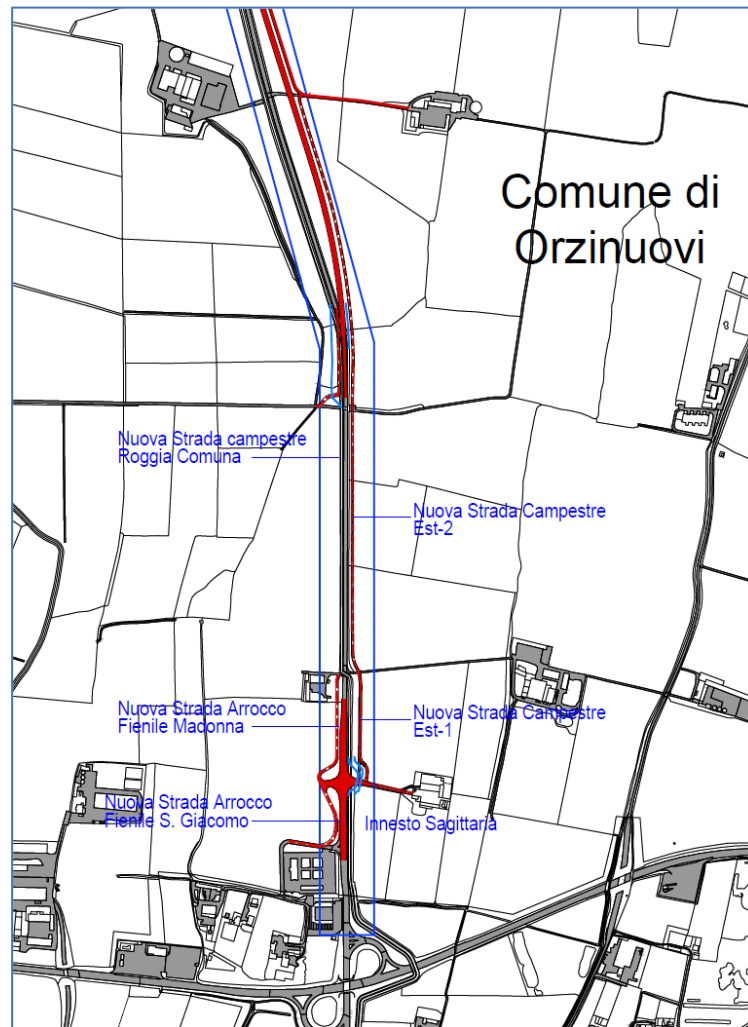 Comune di
Orzinuovi
Nuova Strada campestre
Roggia Comuna
Nuova Strada Campestre
Est-2
Nuova Strada Arrocco
Fienile Madonna
Nuova Strada Campestre
Est-1
Nuova Strada Arrocco
Fienile S. Giacomo
Innesto Sagittaria